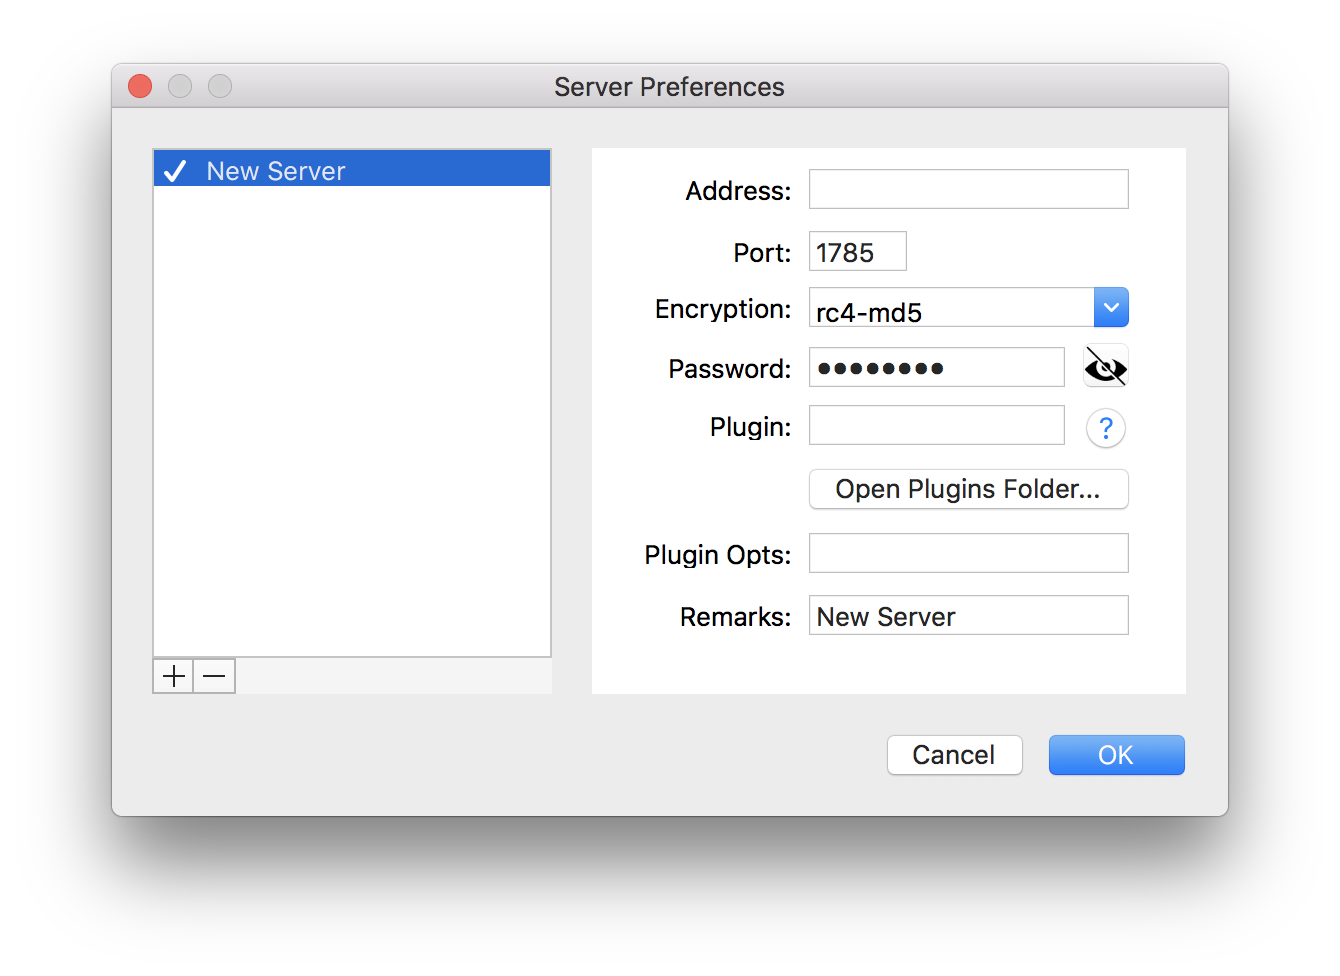 Server Preferences
New Server
Address:
Port: 1785
Encryption: rc4-md5
Password: ●●●●●●●●
Plugin: ?
Open Plugins Folder...
Plugin Opts:
Remarks: New Server
Cancel OK